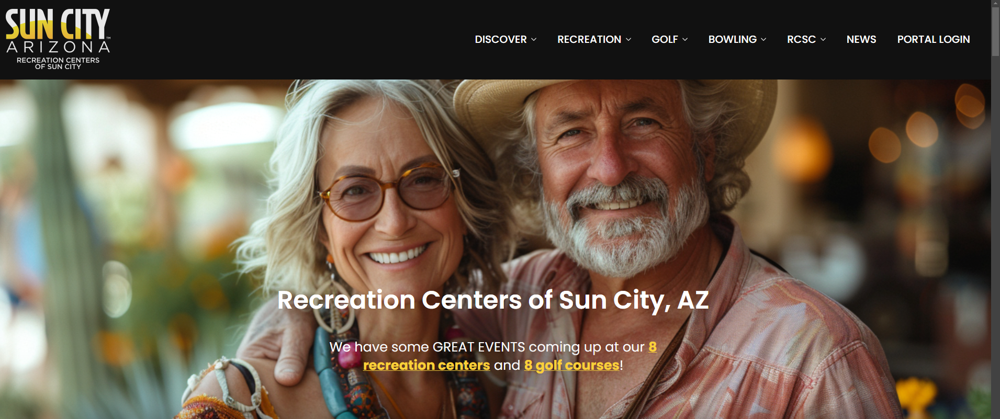 SUN CITY™
ARIZONA
RECREATION CENTERS
OF SUN CITY
DISCOVER RECREATION GOLF BOWLING RCSC NEWS PORTAL LOGIN
Recreation Centers of Sun City, AZ
We have some GREAT EVENTS coming up at our 8
recreation centers and 8 golf courses!